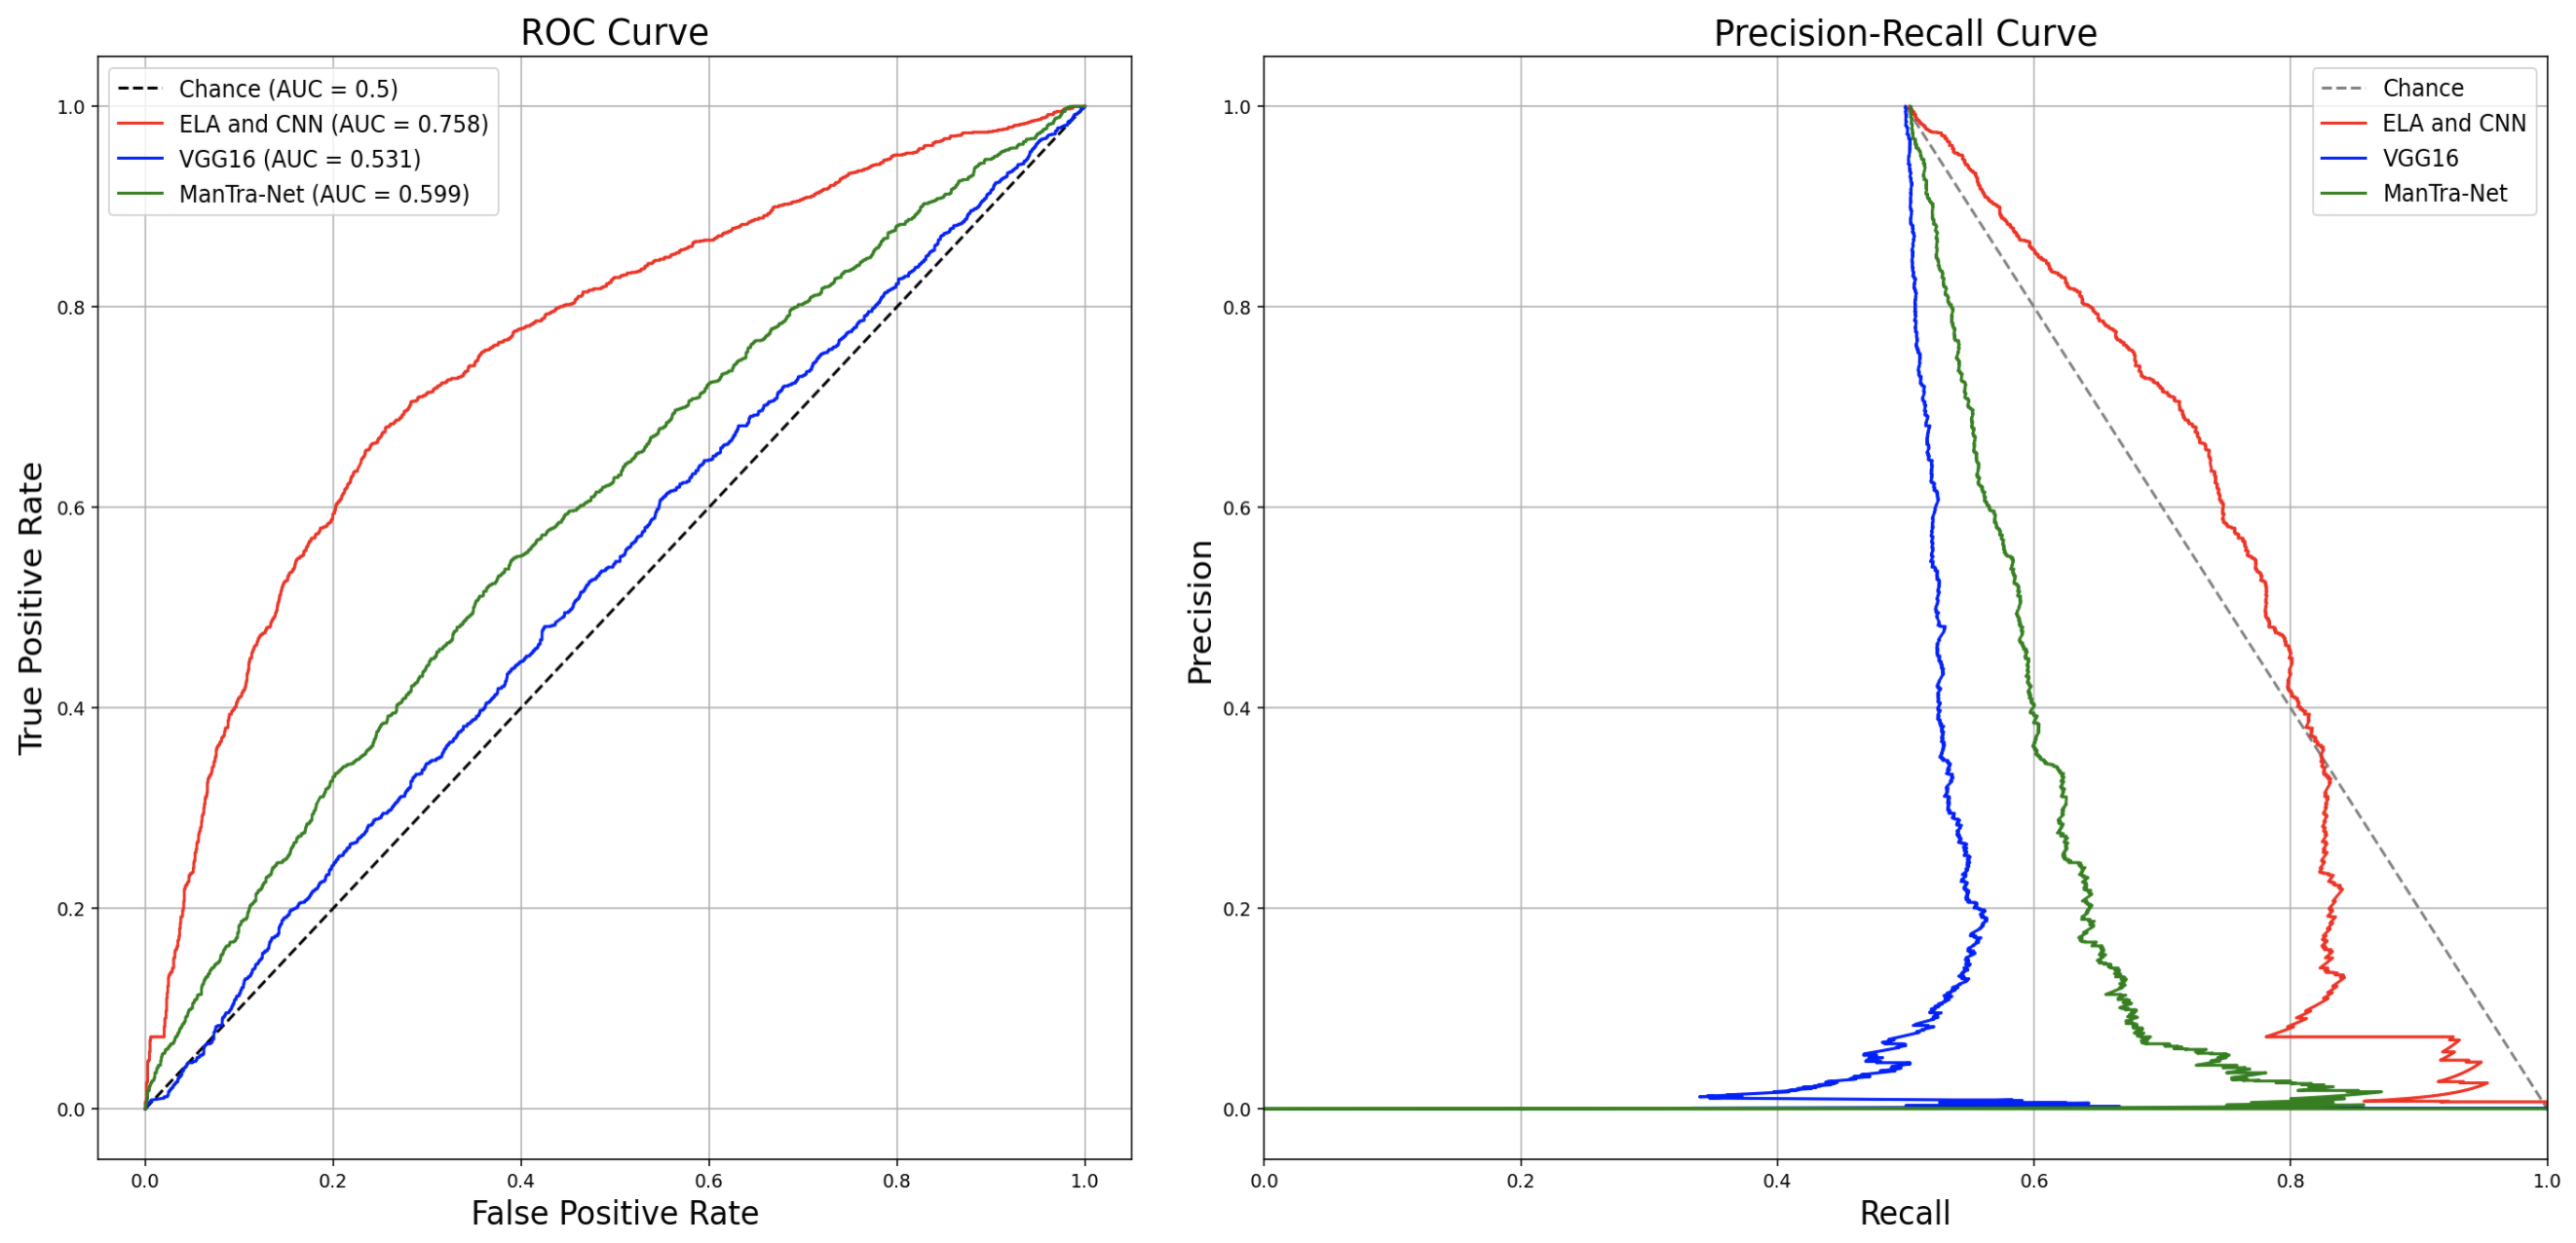 ROC Curve
Chance (AUC = 0.5)
ELA and CNN (AUC = 0.758)
VGG16 (AUC = 0.531)
ManTra-Net (AUC = 0.599)
True Positive Rate
1.0
0.8
0.6
0.4
0.2
0.0
0.0 0.2 0.4 0.6 0.8 1.0
False Positive Rate
Precision-Recall Curve
Chance
ELA and CNN
VGG16
ManTra-Net
Precision
1.0
0.8
0.6
0.4
0.2
0.0
0.0 0.2 0.4 0.6 0.8 1.0
Recall